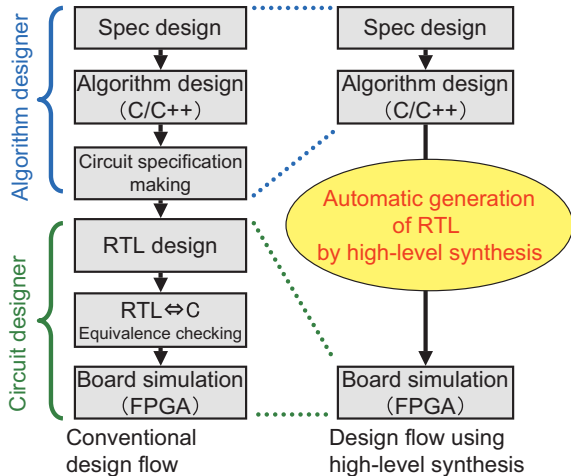 Algorithm designer
Spec design
Algorithm design
(C/C++)
Circuit specification
making
Circuit designer
RTL design
RTL⇔C
Equivalence checking
Board simulation
(FPGA)
Conventional
design flow
Spec design
Algorithm design
(C/C++)
Automatic generation
of RTL
by high-level synthesis
Board simulation
(FPGA)
Design flow using
high-level synthesis